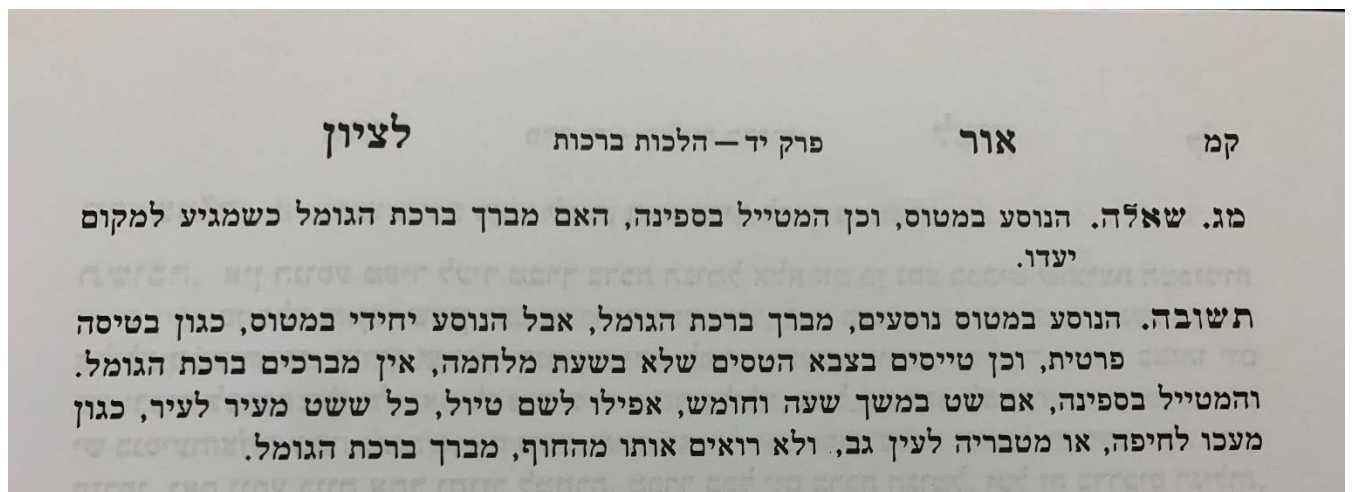 קמ אור פרק יד – הלכות ברכות לציון
מג. שאלה. הנוסע במטוס, וכן המטייל בספינה, האם מברך ברכת הגומל כשמגיע למקום
יעדו.
תשובה. הנוסע במטוס נוסעים, מברך ברכת הגומל, אבל הנוסע יחידי במטוס, כגון בטיסה
פרטית, וכן טייסים בצבא הטסים שלא בשעת מלחמה, אין מברכים ברכת הגומל.
והמטייל בספינה, אם שט במשך שעה וחומש, אפילו לשם טיול, כל ששט מעיר לעיר, כגון
מעכו לחיפה, או מטבריה לעין גב, ולא רואים אותו מהחוף, מברך ברכת הגומל.